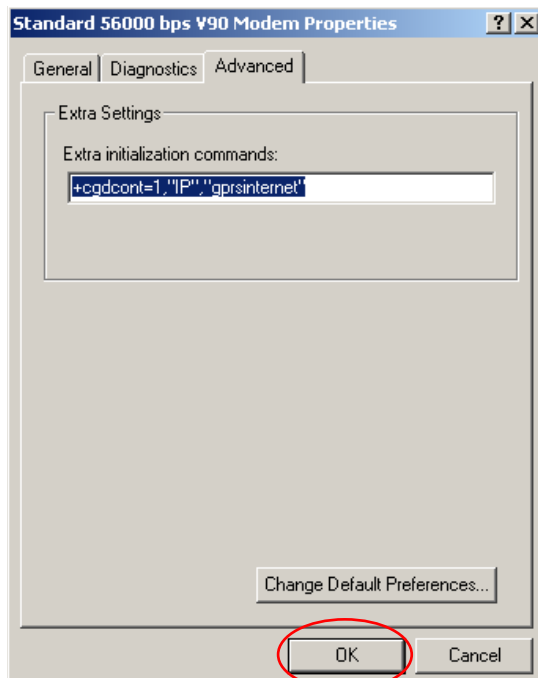 Standard 56000 bps V90 Modem Properties
General Diagnostics Advanced
Extra Settings
Extra initialization commands:
+cgdcont=1,"IP","gprsinternet"
Change Default Preferences...
OK Cancel